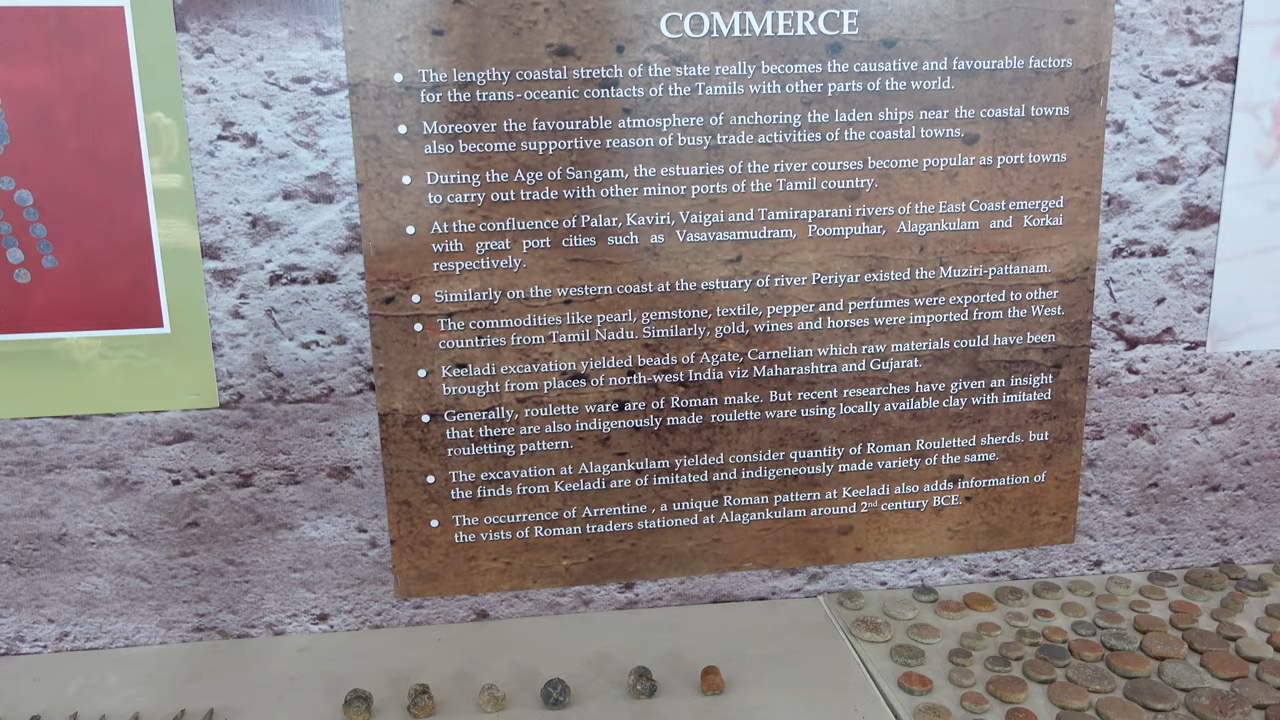 COMMERCE
• The lengthy coastal stretch of the state really becomes the causative and favourable factors
for the trans-oceanic contacts of the Tamils with other parts of the world.
• Moreover the favourable atmosphere of anchoring the laden ships near the coastal towns
also become supportive reason of busy trade activities of the coastal towns.
• During the Age of Sangam, the estuaries of the river courses become popular as port towns
to carry out trade with other minor ports of the Tamil country.
• At the confluence of Palar, Kaviri, Vaigai and Tamiraparani rivers of the East Coast emerged
with great port cities such as Vasavasamudram, Poompuhar, Alagankulam and Korkai
respectively.
• Similarly on the western coast at the estuary of river Periyar existed the Muziri-pattanam.
• The commodities like pearl, gemstone, textile, pepper and perfumes were exported to other
countries from Tamil Nadu. Similarly, gold, wines and horses were imported from the West.
• Keeladi excavation yielded beads of Agate, Carnelian which raw materials could have been
brought from places of north-west India viz Maharashtra and Gujarat.
• Generally, roulette ware are of Roman make. But recent researches have given an insight
that there are also indigenously made roulette ware using locally available clay with imitated
rouletting pattern.
• The excavation at Alagankulam yielded consider quantity of Roman Rouletted sherds. but
the finds from Keeladi are of imitated and indigeneously made variety of the same.
• The occurrence of Arrentine , a unique Roman pattern at Keeladi also adds information of
the vists of Roman traders stationed at Alagankulam around 2nd century BCE.